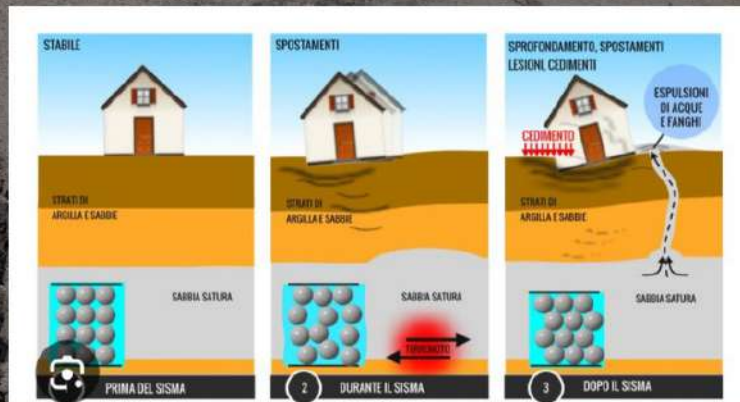 STABILE
STRATI DI
ARGILLA E SABBIE
SABBIA SATURA
PRIMA DEL SISMA
SPOSTAMENTI
STRATI DI
ARGILLA E SABBIE
SABBIA SATURA
TERREMOTO
2
DURANTE IL SISMA
SPROFONDAMENTO, SPOSTAMENTI
LESIONI, CEDIMENTI
ESPULSIONI
DI ACQUE
E FANGHI
CEDIMENTO
STRATI DI
ARGILLA E SABBIE
SABBIA SATURA
3
DOPO IL SISMA